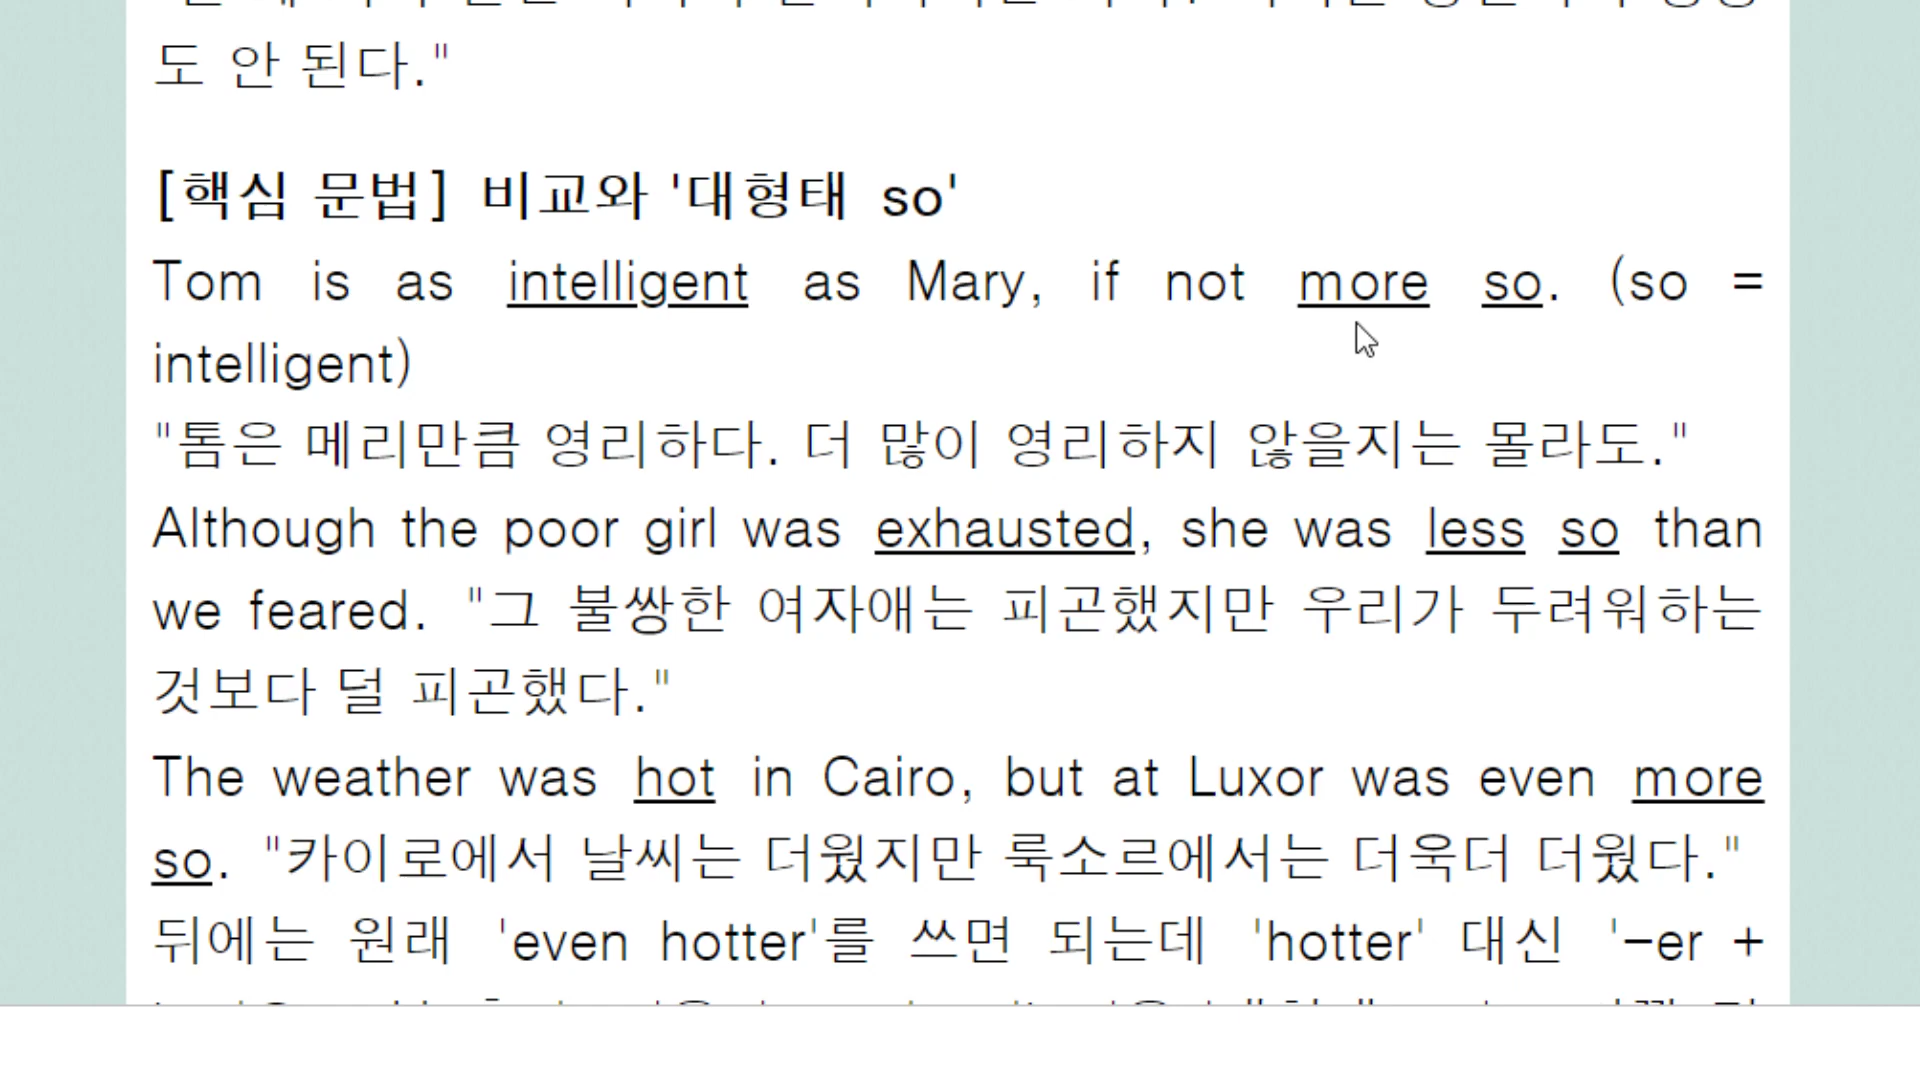 도 안 된다."
[핵심 문법] 비교와 '대형태 so'
Tom is as intelligent as Mary, if not more so. (so =
intelligent)
"톰은 메리만큼 영리하다. 더 많이 영리하지 않을지는 몰라도."
Although the poor girl was exhausted, she was less so than
we feared. "그 불쌍한 여자애는 피곤했지만 우리가 두려워하는
것보다 덜 피곤했다."
The weather was hot in Cairo, but at Luxor was even more
so. "카이로에서 날씨는 더웠지만 룩소르에서는 더욱더 더웠다."
뒤에는 원래 'even hotter'를 쓰면 되는데 'hotter' 대신 '-er +